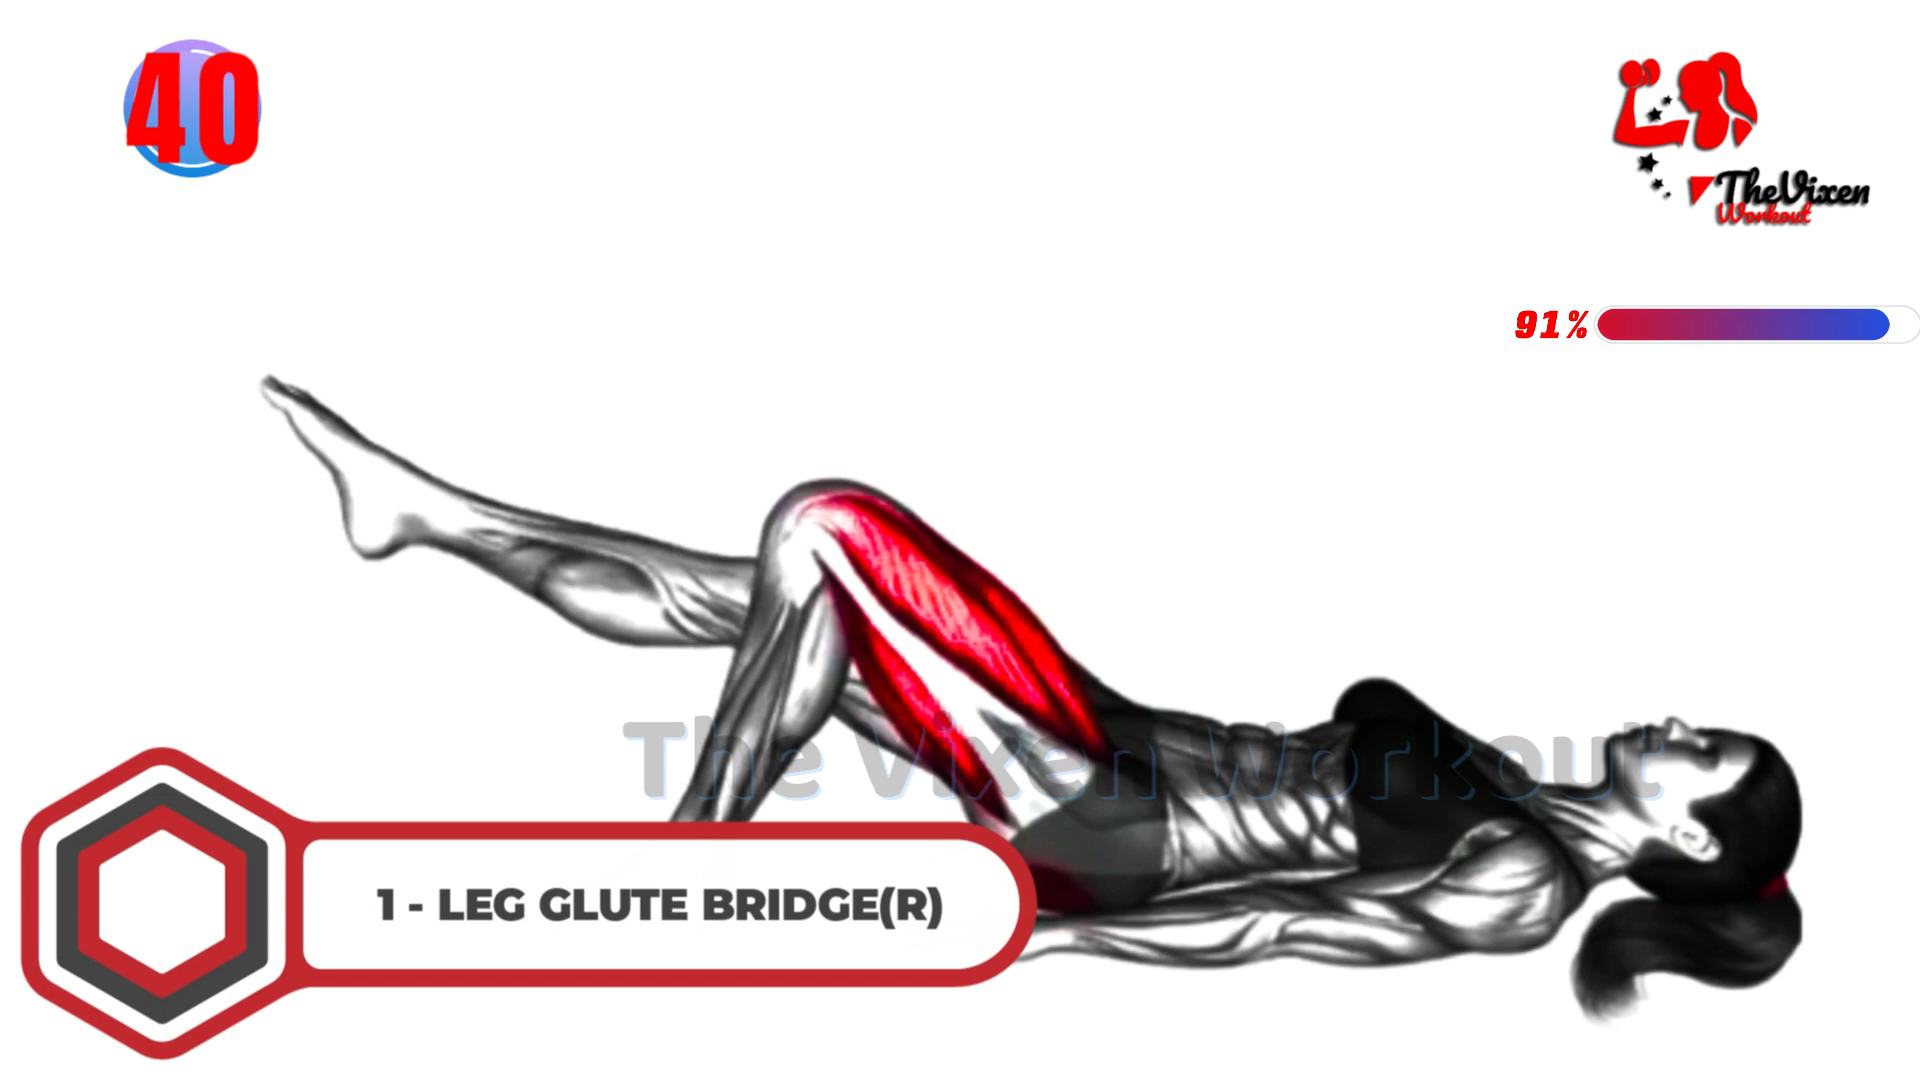 40
TheVixen
Workout
91%
The Vixen Workout
1 - LEG GLUTE BRIDGE(R)